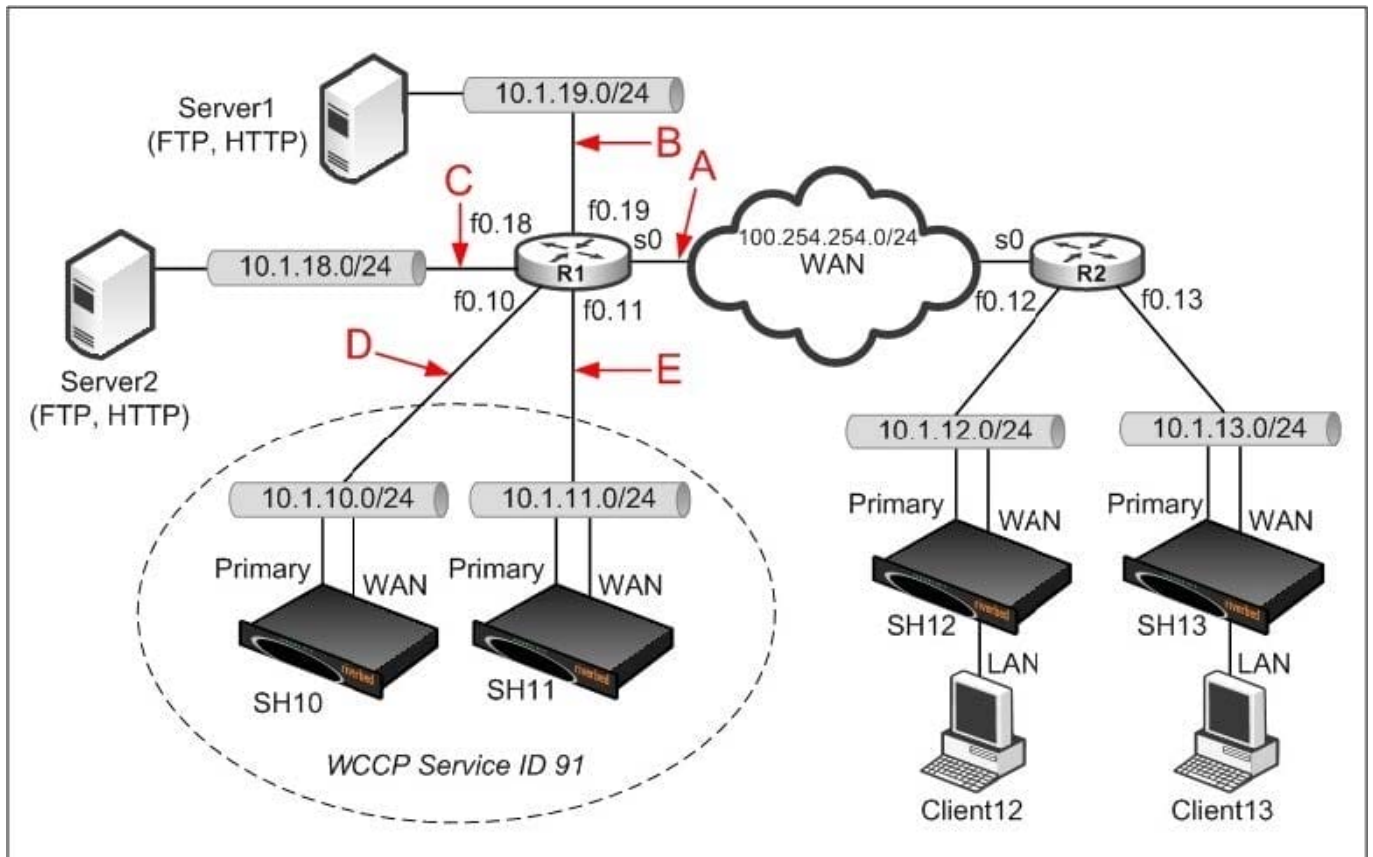 Server1
(FTP, HTTP)
10.1.19.0/24
B
A
C
f0.18
f0.19
s0
100.254.254.0/24
WAN
s0
10.1.18.0/24
R1
R2
f0.10
f0.11
f0.12
f0.13
D
E
Server2
(FTP, HTTP)
10.1.12.0/24
10.1.13.0/24
10.1.10.0/24
10.1.11.0/24
Primary
WAN
Primary
WAN
Primary
WAN
Primary
WAN
riverbed
riverbed
SH12
LAN
SH13
LAN
riverbed
riverbed
SH10
SH11
WCCP Service ID 91
Client12
Client13